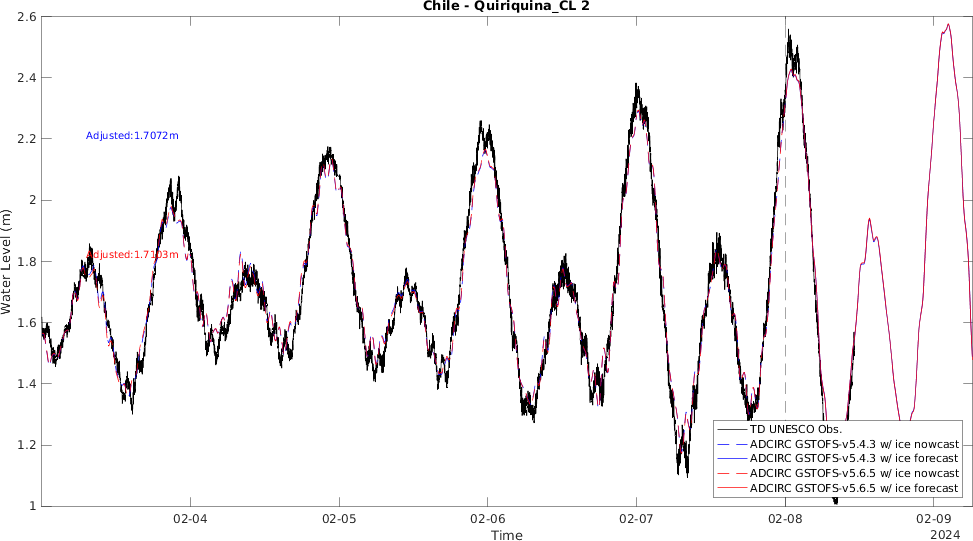 Chile - Quiriquina_CL 2
2.6
2.4
2.2
2
1.8
1.6
1.4
1.2
1
Water Level (m)
Adjusted:1.7072m
Adjusted:1.7103m
TD UNESCO Obs.
ADCIRC GSTOFS-v5.4.3 w/ ice nowcast
ADCIRC GSTOFS-v5.4.3 w/ ice forecast
ADCIRC GSTOFS-v5.6.5 w/ ice nowcast
ADCIRC GSTOFS-v5.6.5 w/ ice forecast
02-04 02-05 02-06 02-07 02-08 02-09
Time
2024